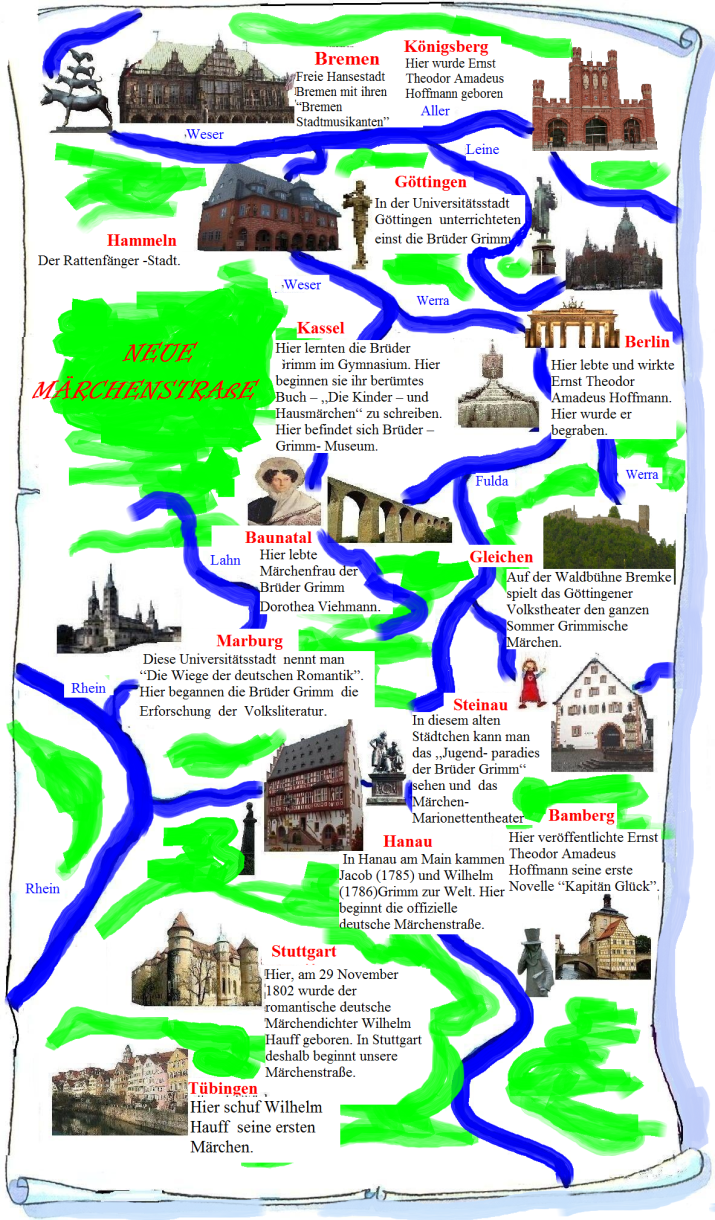 Bremen
Freie Hansestadt
Bremen mit ihren
“Bremen
Stadtmusikanten”
Königsberg
Hier wurde Ernst
Theodor Amadeus
Hoffmann geboren
Aller
Weser
Leine
Göttingen
In der Universitätsstadt
Göttingen unterrichteten
einst die Brüder Grimm
Hammeln
Der Rattenfänger -Stadt.
Weser
Werra
NEUE
MÄRCHENSTRAßE
Kassel
Hier lernten die Brüder
Grimm im Gymnasium. Hier
beginnen sie ihr berümtes
Buch – „Die Kinder – und
Hausmärchen“ zu schreiben.
Hier befindet sich Brüder –
Grimm- Museum.
Berlin
Hier lebte und wirkte
Ernst Theodor
Amadeus Hoffmann.
Hier wurde er
begraben.
Fulda
Werra
Baunatal
Hier lebte
Märchenfrau der
Brüder Grimm
Dorothea Viehmann.
Lahn
Gleichen
Auf der Waldbühne Bremke
spielt das Göttingener
Volkstheater den ganzen
Sommer Grimmische
Märchen.
Marburg
Diese Universitätsstadt nennt man
“Die Wiege der deutschen Romantik”.
Hier begannen die Brüder Grimm die
Erforschung der Volksliteratur.
Rhein
Steinau
In diesem alten
Städtchen kann man
das „Jugend- paradies
der Brüder Grimm“
sehen und das
Märchen-
Marionettentheater
Bamberg
Hier veröffentlichte Ernst
Theodor Amadeus
Hoffmann seine erste
Novelle “Kapitän Glück”.
Hanau
In Hanau am Main kammen
Jacob (1785) und Wilhelm
(1786)Grimm zur Welt. Hier
beginnt die offizielle
deutsche Märchenstraße.
Rhein
Stuttgart
Hier, am 29 November
1802 wurde der
romantische deutsche
Märchendichter Wilhelm
Hauff geboren. In Stuttgart
deshalb beginnt unsere
Märchenstraße.
Tübingen
Hier schuf Wilhelm
Hauff seine ersten
Märchen.